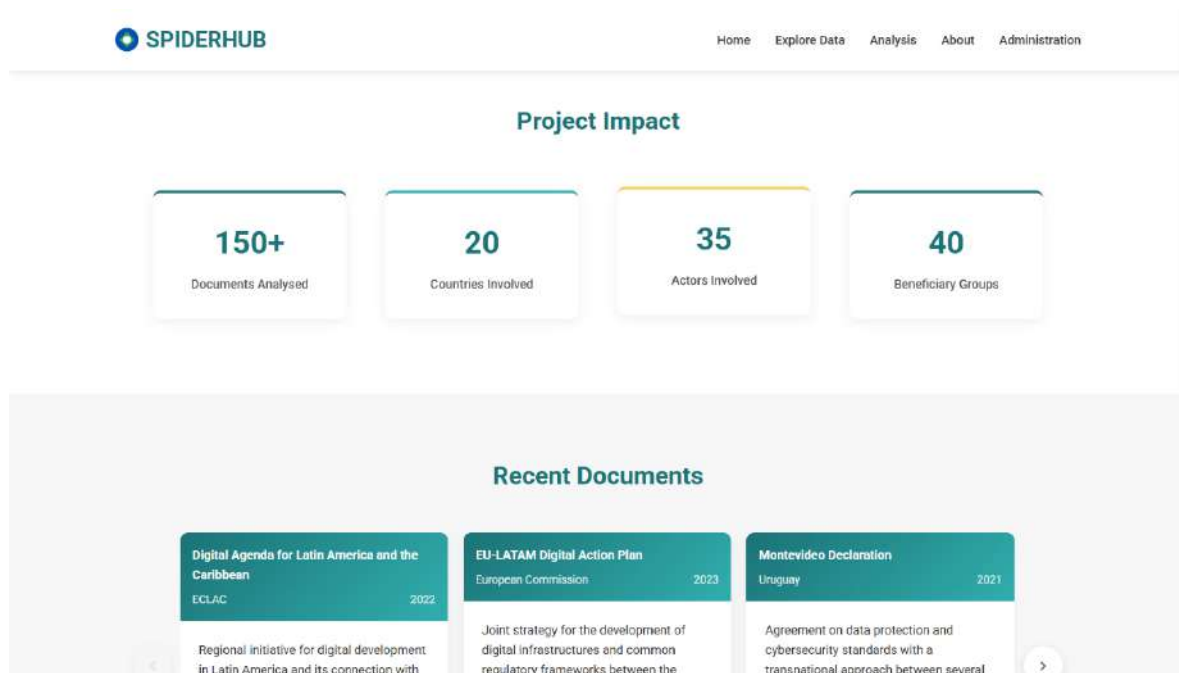 SPIDERHUB
Home Explore Data Analysis About Administration
Project Impact
150+
Documents Analysed
20
Countries Involved
35
Actors Involved
40
Beneficiary Groups
Recent Documents
Digital Agenda for Latin America and the
Caribbean
ECLAC 2022
Regional initiative for digital development
in Latin America and its connection with
EU-LATAM Digital Action Plan
European Commission 2023
Joint strategy for the development of
digital infrastructures and common
regulatory frameworks between the
Montevideo Declaration
Uruguay 2021
Agreement on data protection and
cybersecurity standards with a
transnational approach between several